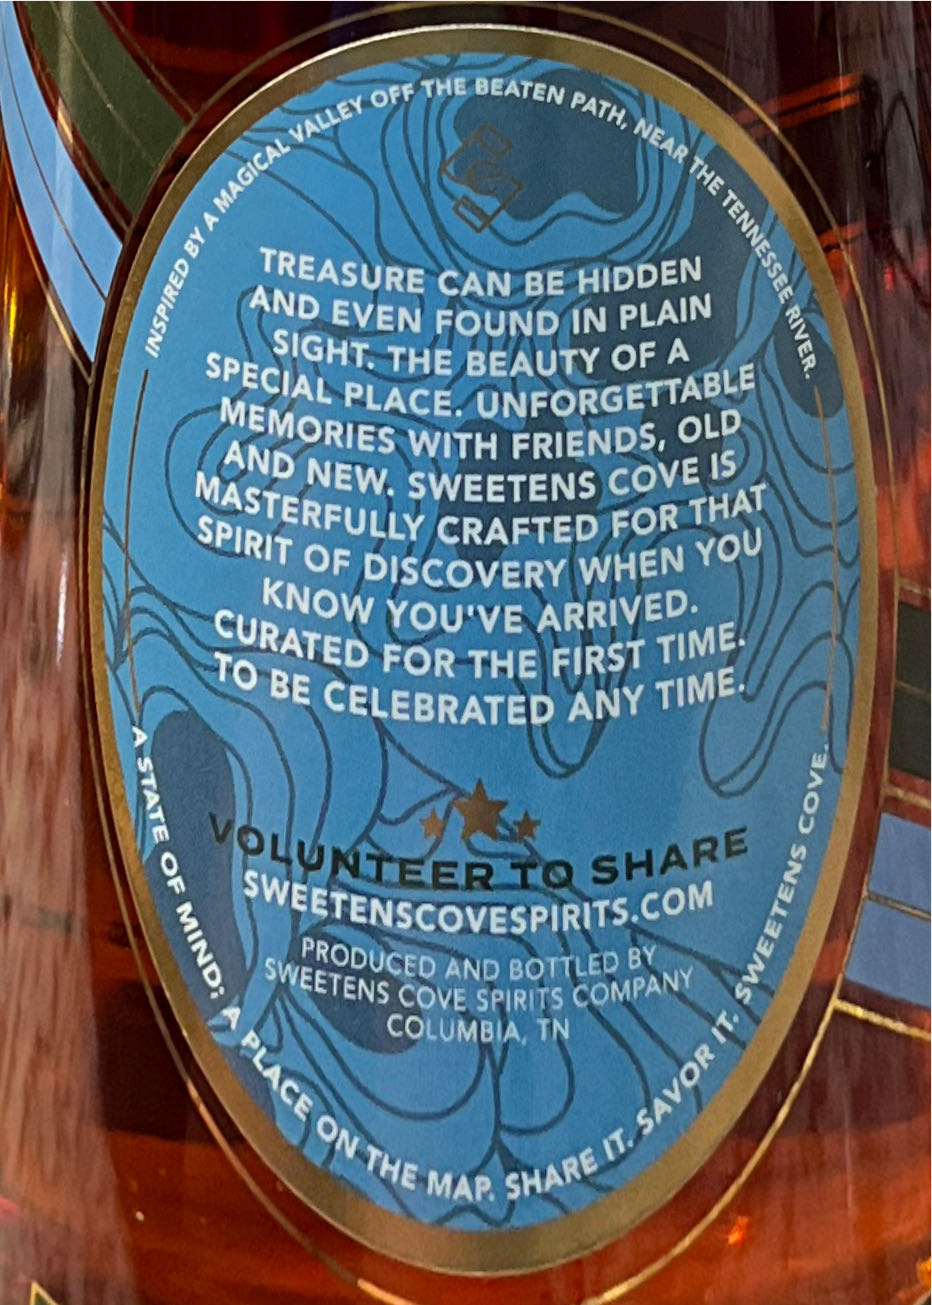 INSPIRED BY A MAGICAL VALLEY OFF THE BEATEN PATH, NEAR THE TENNESSEE RIVER.
TREASURE CAN BE HIDDEN
AND EVEN FOUND IN PLAIN
SIGHT. THE BEAUTY OF A
SPECIAL PLACE. UNFORGETTABLE
MEMORIES WITH FRIENDS, OLD
AND NEW. SWEETENS COVE IS
MASTERFULLY CRAFTED FOR THAT
SPIRIT OF DISCOVERY WHEN YOU
KNOW YOU'VE ARRIVED.
CURATED FOR THE FIRST TIME.
TO BE CELEBRATED ANY TIME.
VOLUNTEER TO SHARE
SWEETENSCOVESPIRITS.COM
PRODUCED AND BOTTLED BY
SWEETENS COVE SPIRITS COMPANY
COLUMBIA, TN
A STATE OF MIND; A PLACE ON THE MAP. SHARE IT. SAVOR IT. SWEETENS COVE.